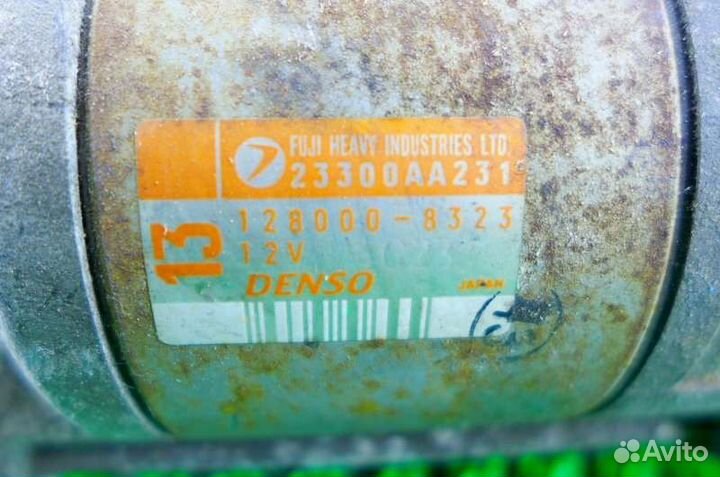 FUJI HEAVY INDUSTRIES LTD.
23300AA231
13
128000-8323
12V
DENSO
JAPAN
Avito